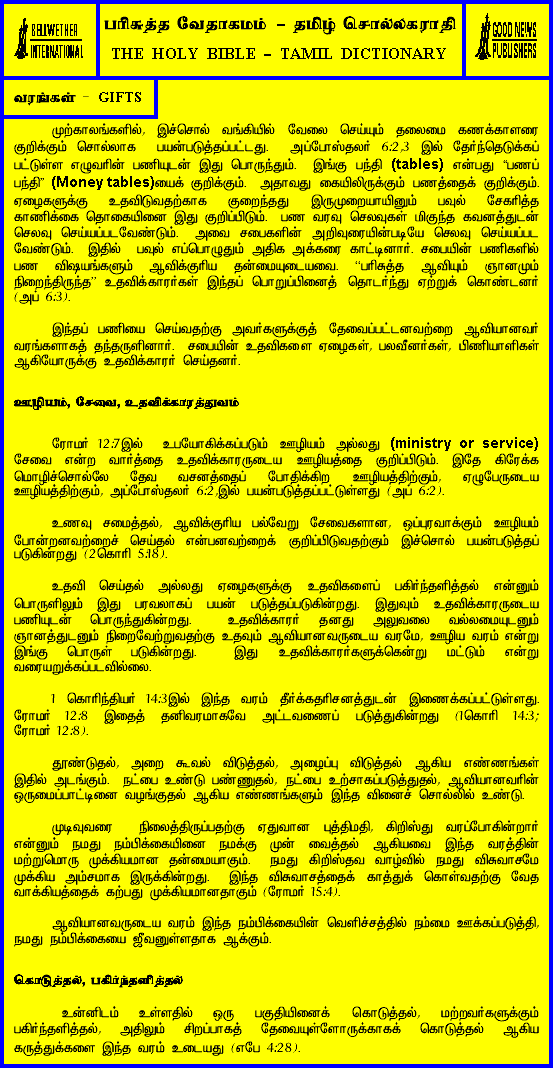 BELLWETHER
INTERNATIONAL
பரிசுத்த வேதாகமம் – தமிழ் சொல்லகராதி
THE HOLY BIBLE – TAMIL DICTIONARY
GOOD NEWS
PUBLISHERS
வரங்கள் – GIFTS
முற்காலங்களில், இச்சொல் வங்கியில் வேலை செய்யும் தலைமை கணக்காளரை
குறிக்கும் சொல்லாக பயன்படுத்தப்பட்டது. அப்போஸ்தலர் 6:2,3 இல் தேர்ந்தெடுக்கப்
பட்டுள்ள எழுவரின் பணியுடன் இது பொருந்தும். இங்கு பந்தி (tables) என்பது “பணப்
பந்தி” (Money tables)யைக் குறிக்கும். அதாவது கையிலிருக்கும் பணத்தைக் குறிக்கும்.
ஏழைகளுக்கு உதவிடுவதற்காக குறைந்தது இருமுறையாயினும் பவுல் சேகரித்த
காணிக்கை தொகையினை இது குறிப்பிடும். பண வரவு செலவுகள் மிகுந்த கவனத்துடன்
செலவு செய்யப்படவேண்டும். அவை சபைகளின் அறிவுரையின்படியே செலவு செய்யப்பட
வேண்டும். இதில் பவுல் எப்பொழுதும் அதிக அக்கரை காட்டினார். சபையின் பணிகளில்
பண விஷயங்களும் ஆவிக்குரிய தன்மையுடையவை. “பரிசுத்த ஆவியும் ஞானமும்
நிறைந்திருந்த” உதவிக்காரர்கள் இந்தப் பொறுப்பினைத் தொடர்ந்து ஏற்றுக் கொண்டனர்
(அப் 6:3).
இந்தப் பணியை செய்வதற்கு அவர்களுக்குத் தேவைப்பட்டனவற்றை ஆவியானவர்
வரங்களாகத் தந்தருளினார். சபையின் உதவிகளை ஏழைகள், பலவீனர்கள், பிணியாளிகள்
ஆகியோருக்கு உதவிக்காரர் செய்தனர்.
ஊழியம், சேவை, உதவிக்காரத்துவம்
ரோமர் 12:7இல் உபயோகிக்கப்படும் ஊழியம் அல்லது (ministry or service)
சேவை என்ற வார்த்தை உதவிக்காரருடைய ஊழியத்தை குறிப்பிடும். இதே கிரேக்க
மொழிச்சொல்லே தேவ வசனத்தைப் போதிக்கிற ஊழியத்திற்கும், ஏழுபேருடைய
ஊழியத்திற்கும், அப்போஸ்தலர் 6:2,இல் பயன்படுத்தப்பட்டுள்ளது (அப் 6:2).
உணவு சமைத்தல், ஆவிக்குரிய பல்வேறு சேவைகளான, ஒப்புரவாக்கும் ஊழியம்
போன்றனவற்றைச் செய்தல் என்பனவற்றைக் குறிப்பிடுவதற்கும் இச்சொல் பயன்படுத்தப்
படுகின்றது (2கொரி 5:18).
உதவி செய்தல் அல்லது ஏழைகளுக்கு உதவிகளைப் பகிர்ந்தளித்தல் என்னும்
பொருளிலும் இது பரவலாகப் பயன் படுத்தப்படுகின்றது. இதுவும் உதவிக்காரருடைய
பணியுடன் பொருந்துகின்றது. உதவிக்காரர் தனது அலுவலை வல்லமையுடனும்
ஞானத்துடனும் நிறைவேற்றுவதற்கு உதவும் ஆவியானவருடைய வரமே, ஊழிய வரம் என்று
இங்கு பொருள் படுகின்றது. இது உதவிக்காரர்களுக்கென்று மட்டும் என்று
வரையறுக்கப்படவில்லை.
1 கொரிந்தியர் 14:3இல் இந்த வரம் தீர்க்கதரிசனத்துடன் இணைக்கப்பட்டுள்ளது.
ரோமர் 12:8 இதைத் தனிவரமாகவே அட்டவணைப் படுத்துகின்றது (1கொரி 14:3;
ரோமர் 12:8).
தூண்டுதல், அறை கூவல் விடுத்தல், அழைப்பு விடுத்தல் ஆகிய எண்ணங்கள்
இதில் அடங்கும். நட்பை உண்டு பண்ணுதல், நட்பை உற்சாகப்படுத்துதல், ஆவியானவரின்
ஒருமைப்பாட்டினை வழங்குதல் ஆகிய எண்ணங்களும் இந்த வினைச் சொல்லில் உண்டு.
முடிவுவரை நிலைத்திருப்பதற்கு ஏதுவான புத்திமதி, கிறிஸ்து வரப்போகின்றார்
என்னும் நமது நம்பிக்கையினை நமக்கு முன் வைத்தல் ஆகியவை இந்த வரத்தின்
மற்றுமொரு முக்கியமான தன்மையாகும். நமது கிறிஸ்தவ வாழ்வில் நமது விசுவாசமே
முக்கிய அம்சமாக இருக்கின்றது. இந்த விசுவாசத்தைக் காத்துக் கொள்வதற்கு வேத
வாக்கியத்தைக் கற்பது முக்கியமானதாகும் (ரோமர் 15:4).
ஆவியானவருடைய வரம் இந்த நம்பிக்கையின் வெளிச்சத்தில் நம்மை ஊக்கப்படுத்தி,
நமது நம்பிக்கையை ஜீவனுள்ளதாக ஆக்கும்.
கொடுத்தல், பகிர்ந்தளித்தல்
உன்னிடம் உள்ளதில் ஒரு பகுதியினைக் கொடுத்தல், மற்றவர்களுக்கும்
பகிர்ந்தளித்தல், அதிலும் சிறப்பாகத் தேவையுள்ளோருக்காகக் கொடுத்தல் ஆகிய
கருத்துக்களை இந்த வரம் உடையது (எபே 4:28).